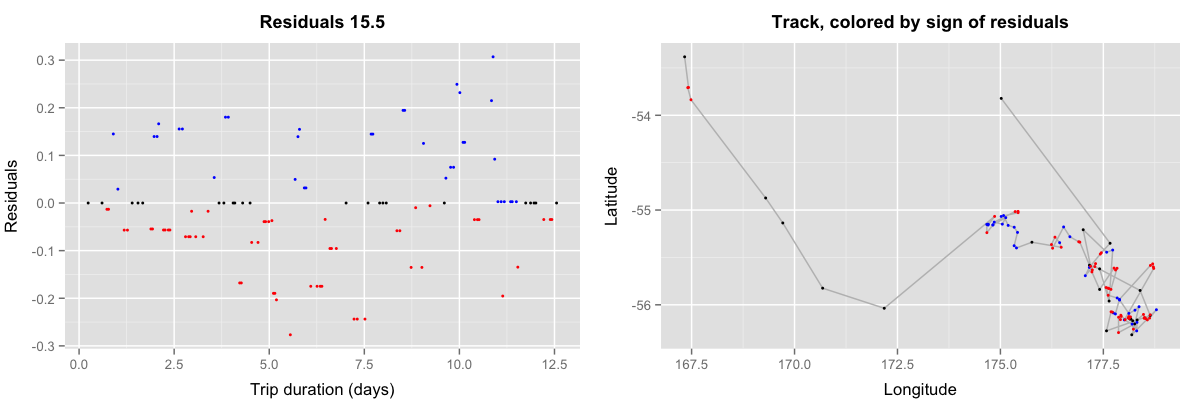 Residuals 15.5
Residuals
0.3
0.2
0.1
0.0
-0.1
-0.2
-0.3
0.0 2.5 5.0 7.5 10.0 12.5
Trip duration (days)
Track, colored by sign of residuals
Latitude
-54
-55
-56
167.5 170.0 172.5 175.0 177.5
Longitude